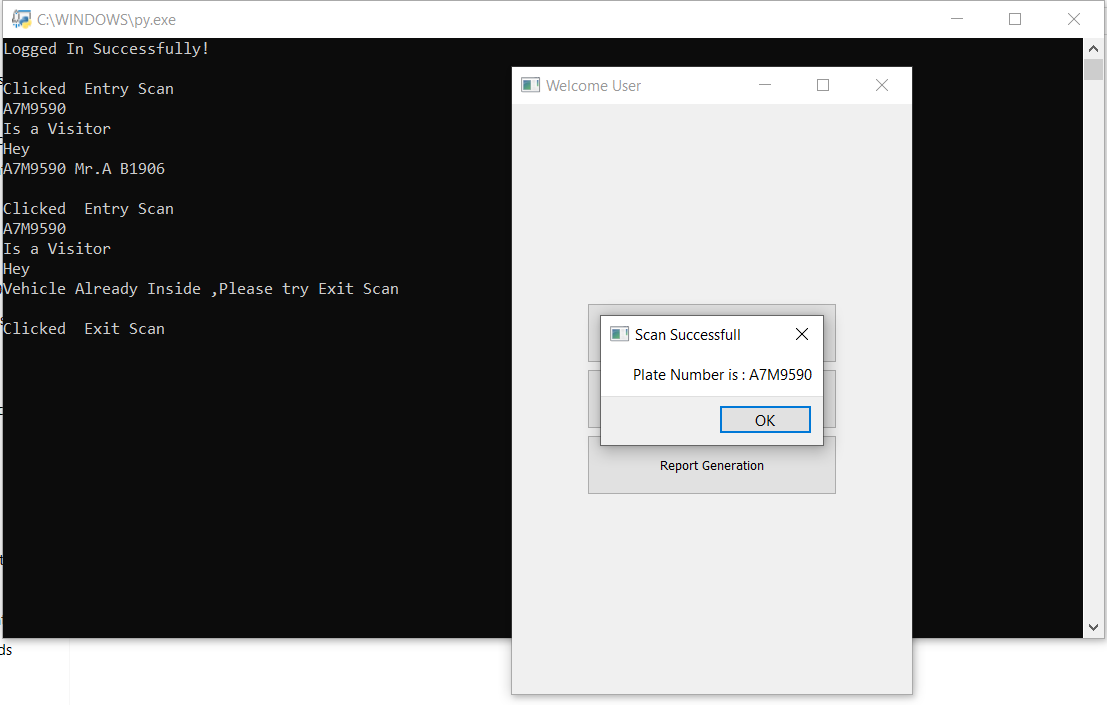 C:\WINDOWS\py.exe
Logged In Successfully!
Clicked  Entry Scan
A7M9590
Is a Visitor
Hey
A7M9590 Mr.A B1906
Clicked  Entry Scan
A7M9590
Is a Visitor
Hey
Vehicle Already Inside ,Please try Exit Scan
Clicked  Exit Scan
Welcome User
Scan Successfull
Plate Number is : A7M9590
OK
Report Generation
ds